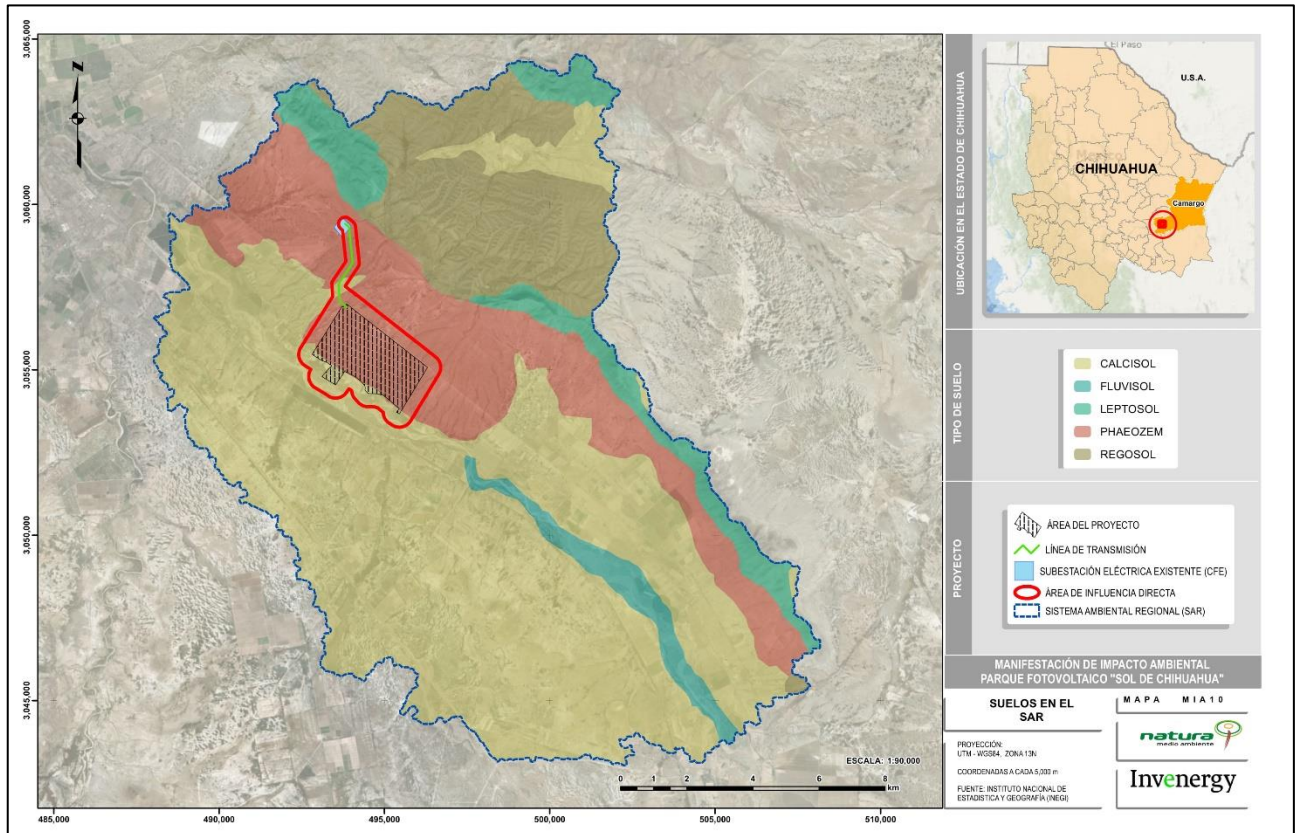 3,065,000
3,060,000
3,055,000
3,050,000
3,045,000
485,000
490,000
495,000
500,000
505,000
510,000
Z
ESCALA: 1:90,000
0 1 2 4 6 8
km
UBICACIÓN EN EL ESTADO DE CHIHUAHUA
El Paso
U.S.A.
CHIHUAHUA
Camargo
TIPO DE SUELO
CALCISOL
FLUVISOL
LEPTOSOL
PHAEOZEM
REGOSOL
PROYECTO
ÁREA DEL PROYECTO
LÍNEA DE TRANSMISIÓN
SUBESTACIÓN ELÉCTRICA EXISTENTE (CFE)
ÁREA DE INFLUENCIA DIRECTA
SISTEMA AMBIENTAL REGIONAL (SAR)
MANIFESTACIÓN DE IMPACTO AMBIENTAL
PARQUE FOTOVOLTAICO "SOL DE CHIHUAHUA"
SUELOS EN EL
SAR
MAPA MIA10
PROYECCIÓN:
UTM - WGS84, ZONA 13N
COORDENADAS A CADA 5,000 m
FUENTE: INSTITUTO NACIONAL DE
ESTADISTICA Y GEOGRAFÍA (INEGI)
natura
medio ambiente
Invenergy